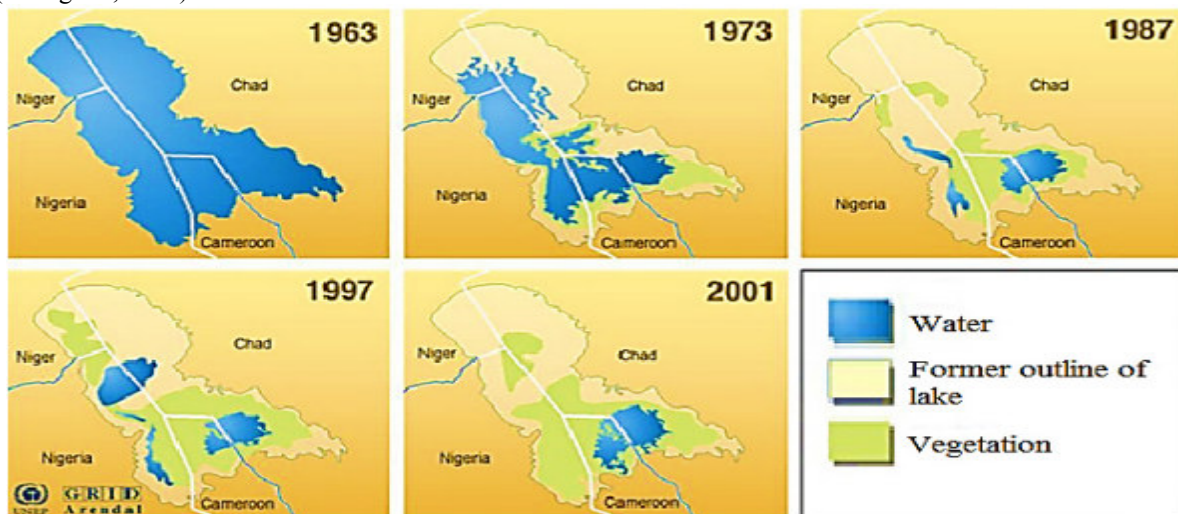 1963
Chad
Niger
Nigeria
Cameroon
1973
Chad
Niger
Nigeria
Cameroon
1987
Chad
Niger
Nigeria
Cameroon
1997
Chad
Niger
Nigeria
Cameroon
UNEP
GRID
Arendal
2001
Chad
Niger
Nigeria
Cameroon
Water
Former outline of
lake
Vegetation